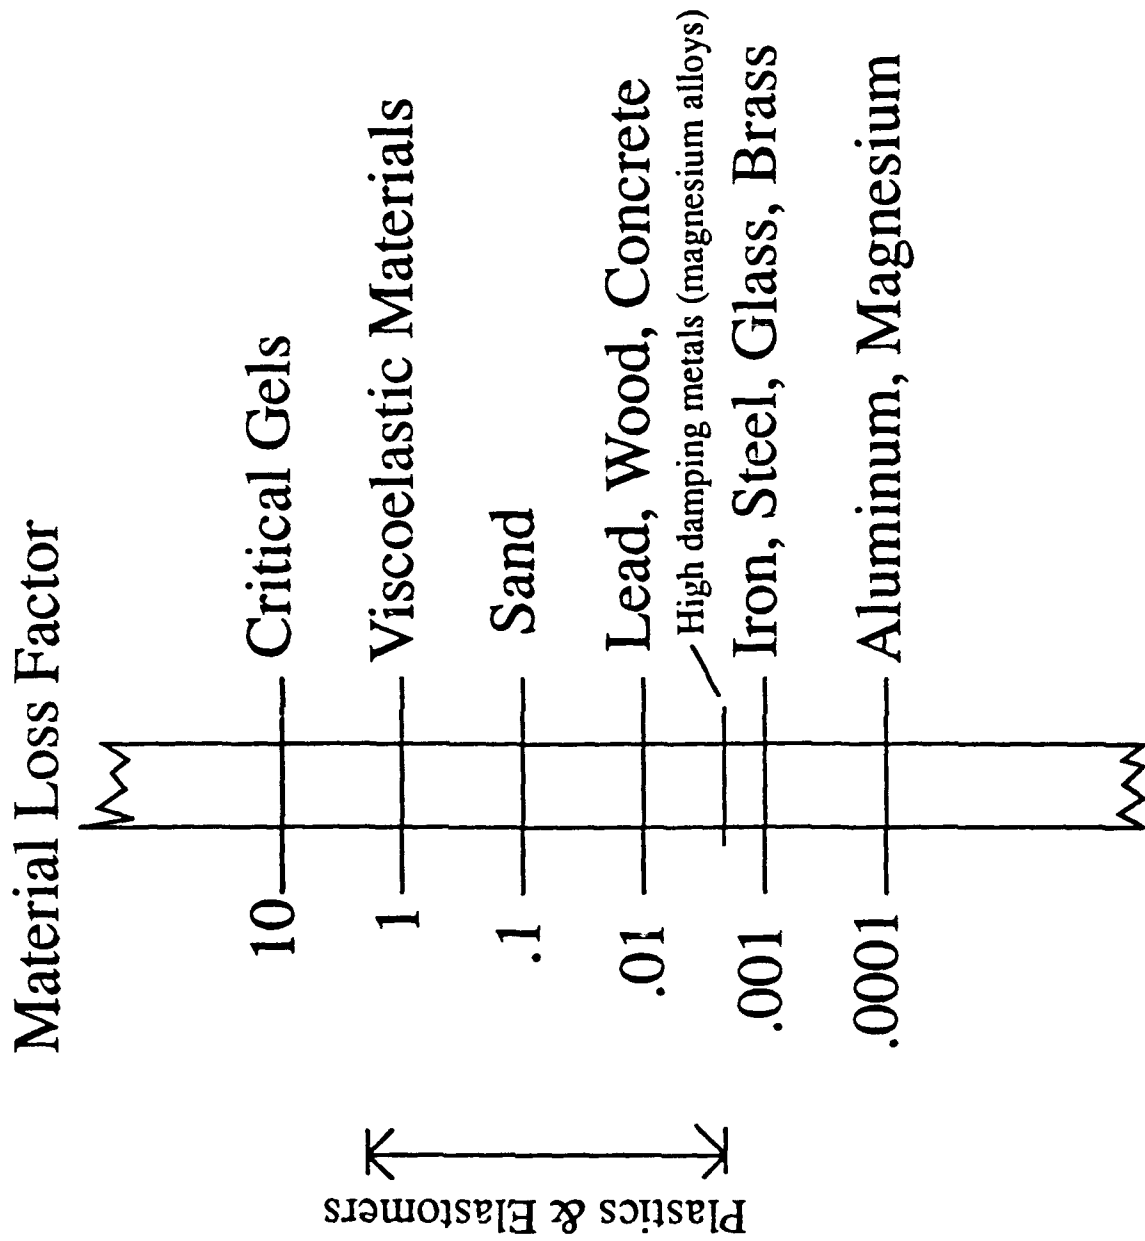 Material Loss Factor
10
Critical Gels
1
Viscoelastic Materials
.1
Sand
.01
Lead, Wood, Concrete
High damping metals (magnesium alloys)
.001
Iron, Steel, Glass, Brass
.0001
Aluminum, Magnesium
Plastics & Elastomers